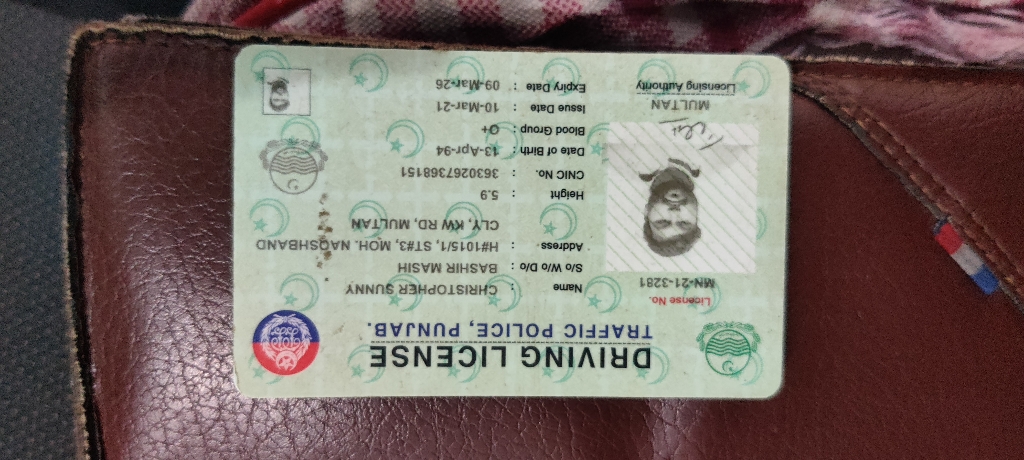 DRIVING LICENSE
TRAFFIC POLICE, PUNJAB.
License No.
MN-21-3281
Name : CHRISTOPHER SUNNY
S/o W/o D/o : BASHIR MASIH
Address : H#1015/1, ST#3, MOH. NAQSHBAND
CLY, KW RD, MULTAN
Height : 5.9
CNIC No. : 3630267368151
Date of Birth : 13-Apr-94
Blood Group : O+
Issue Date : 10-Mar-21
Expiry Date : 09-Mar-26
MULTAN
Licensing Authority